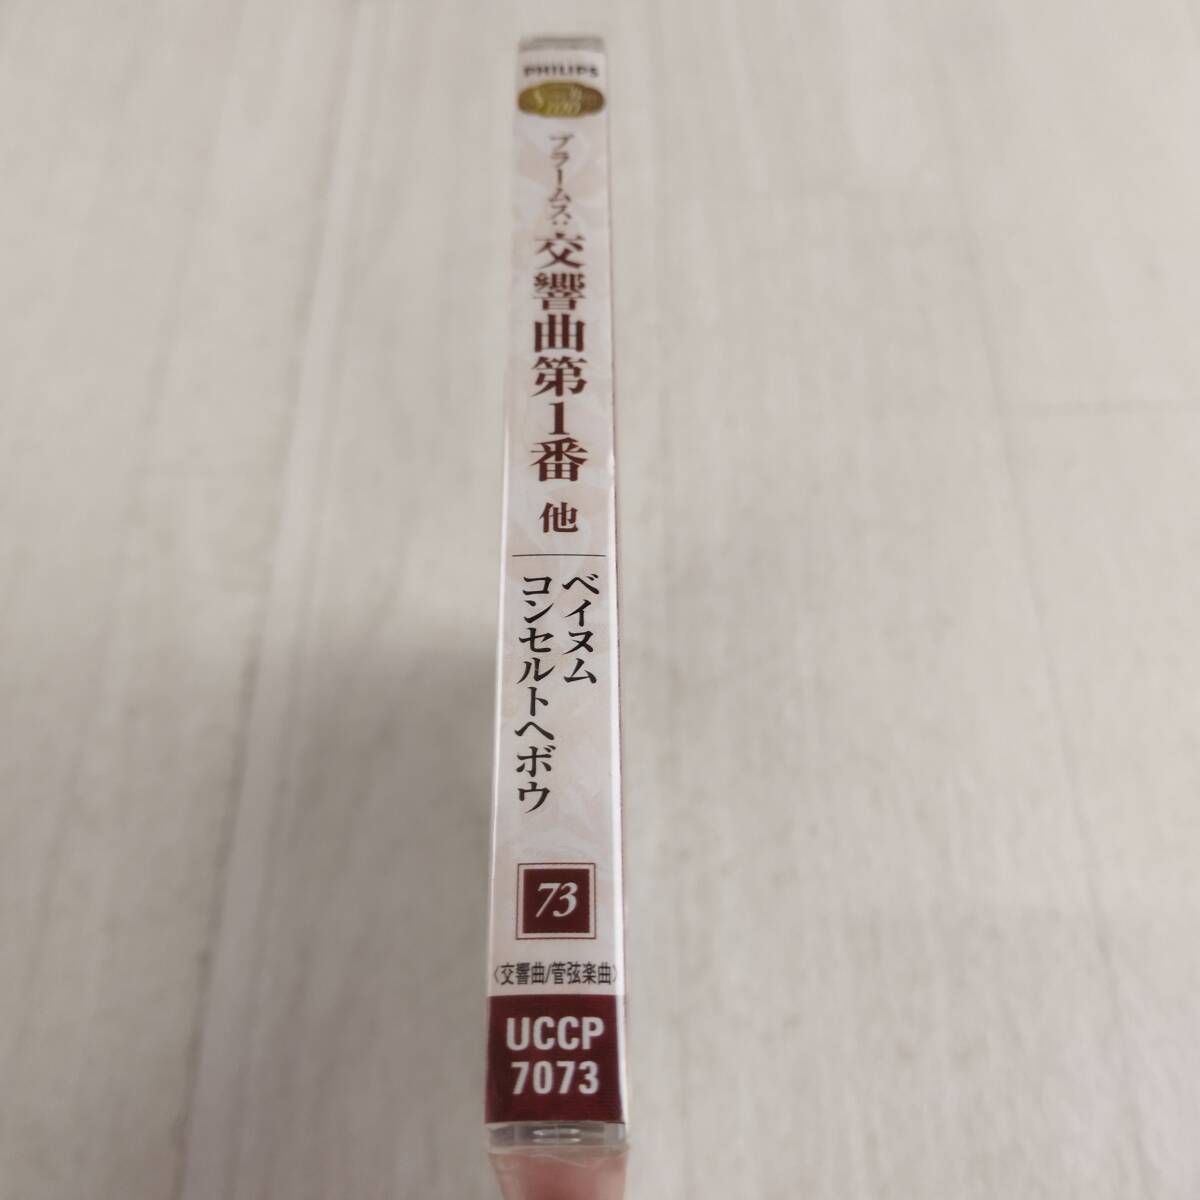 PHILIPS
100
ブラームス:交響曲第1番 他
ベイヌム
コンセルトヘボウ
73
〈交響曲/管弦楽曲〉
UCCP
7073